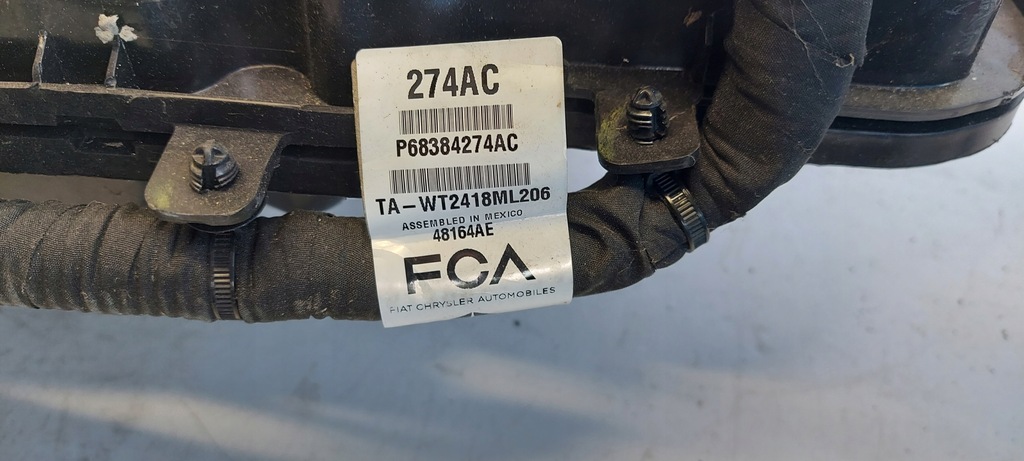 274AC
P68384274AC
TA-WT2418ML206
ASSEMBLED IN MEXICO
48164AE
FCA
FIAT CHRYSLER AUTOMOBILES